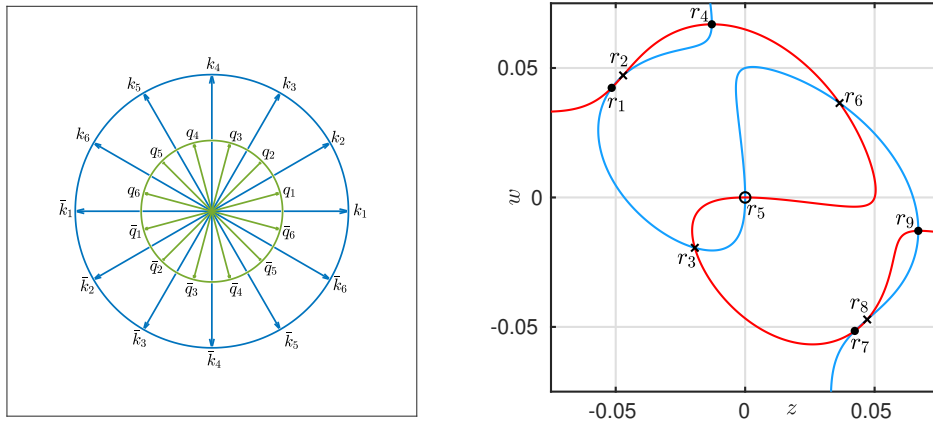 k₄
k₅
k₃
k₆
k₂
q₄
q₃
q₅
q₂
q₆
q₁
k̄₁
k₁
q̄₁
q̄₆
q̄₂
q̄₅
q̄₃
q̄₄
k̄₂
k̄₆
k̄₃
k̄₅
k̄₄
r₄
r₂
0.05
r₁
r₆
w
0
r₅
r₉
r₃
r₈
-0.05
r₇
-0.05
0
z
0.05